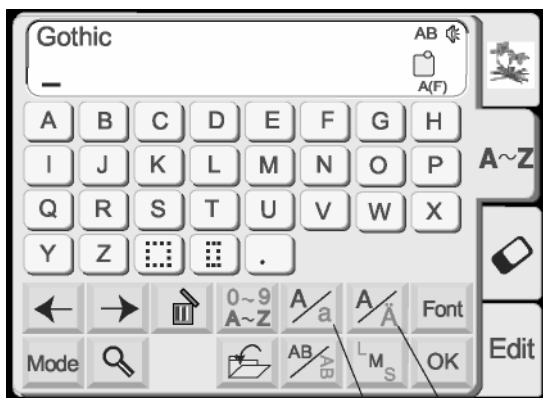 Gothic AB
A(F)
A B C D E F G H
I J K L M N O P
A~Z
Q R S T U V W X
Y Z .
0~9
A~Z
A/a A/Ä Font
Mode AB/AB L M S OK
Edit